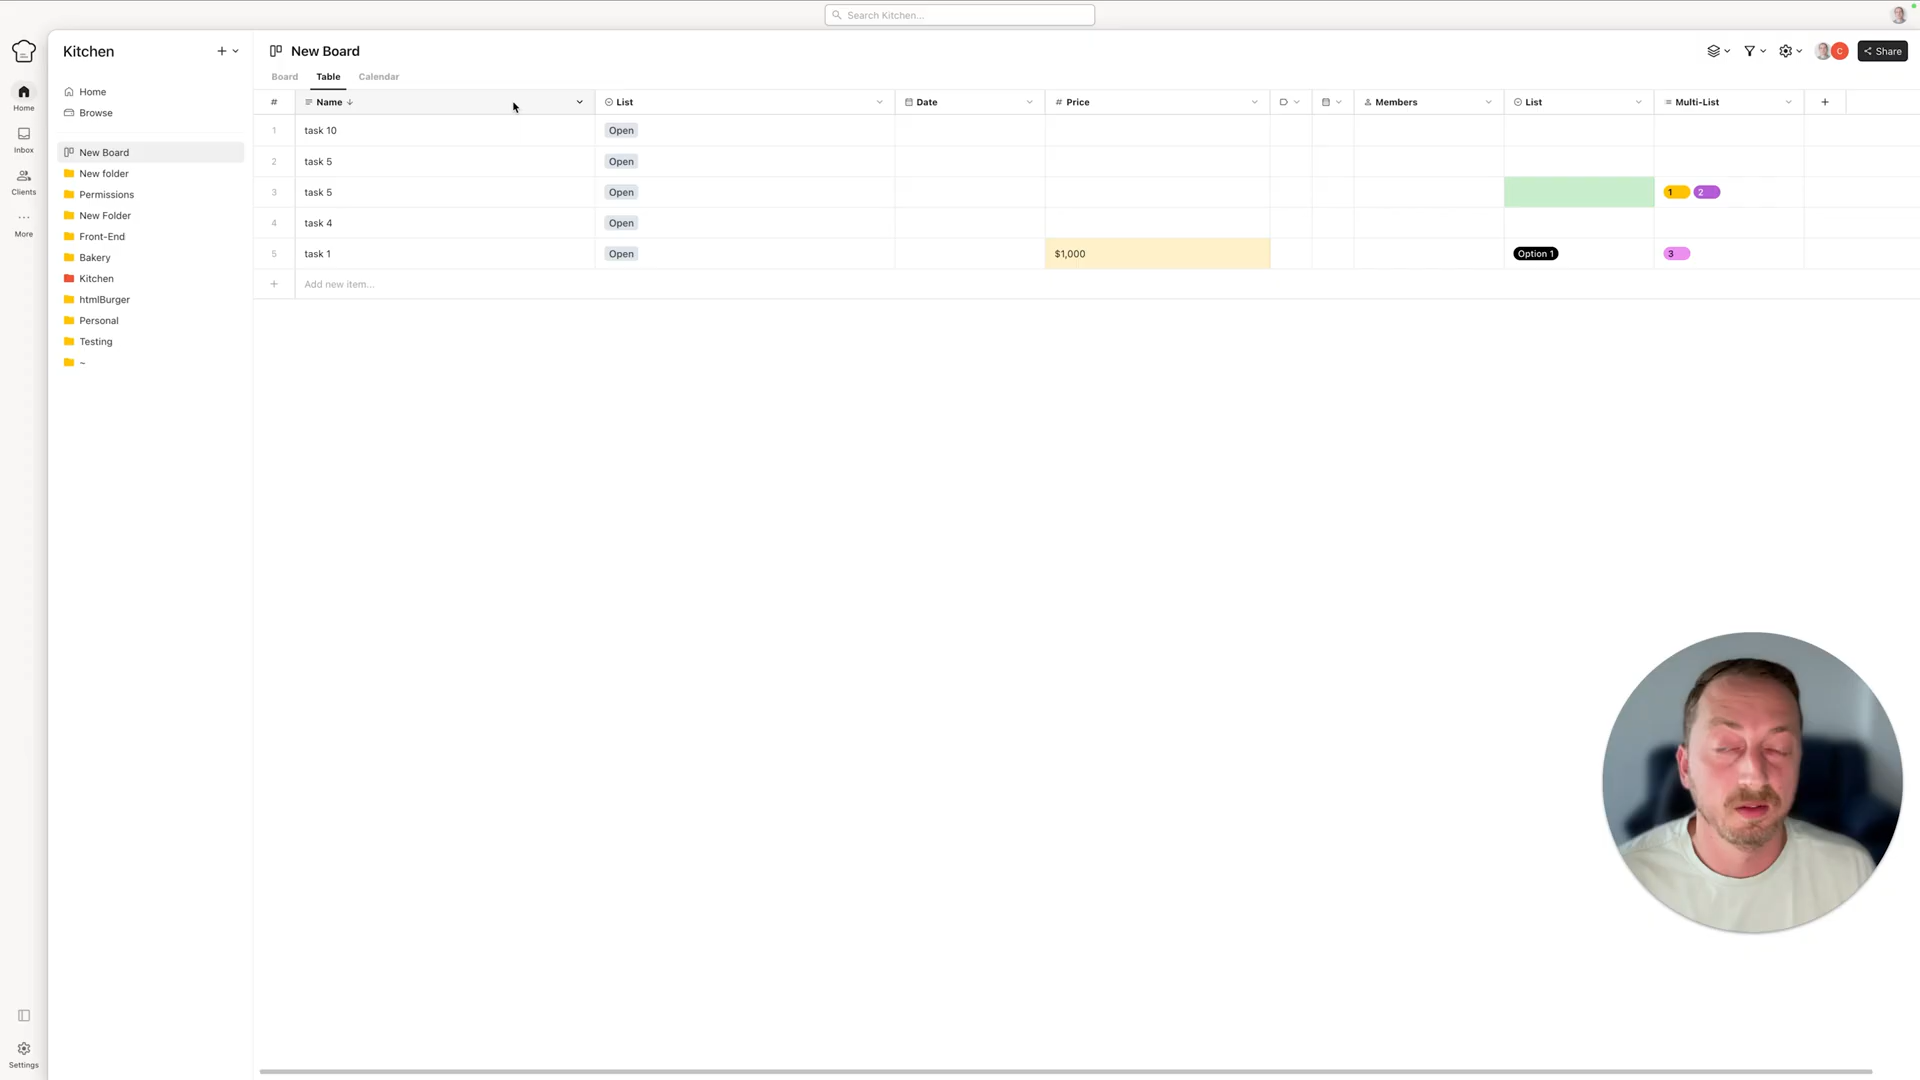 Search Kitchen...
Kitchen
New Board
Share
C
Board Table Calendar
Home
Inbox
Clients
More
Home
Browse
New Board
New folder
Permissions
New Folder
Front-End
Bakery
Kitchen
htmlBurger
Personal
Testing
~
# Name List Date # Price Members List Multi-List
1 task 10 Open
2 task 5 Open
3 task 5 Open 1 2
4 task 4 Open
5 task 1 Open $1,000 Option 1 3
+ Add new item...
Settings